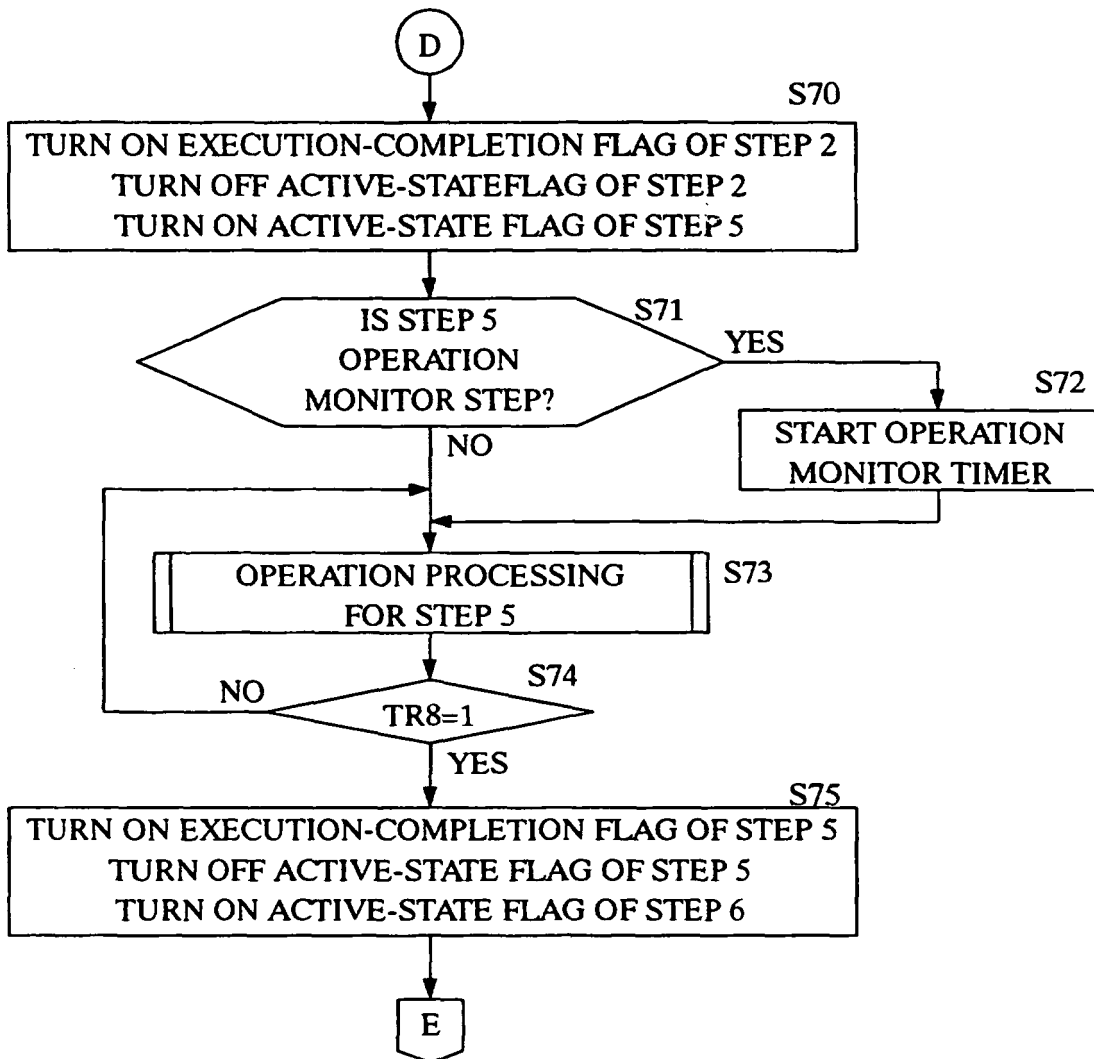 D
S70
TURN ON EXECUTION-COMPLETION FLAG OF STEP 2
TURN OFF ACTIVE-STATEFLAG OF STEP 2
TURN ON ACTIVE-STATE FLAG OF STEP 5
S71
IS STEP 5
OPERATION
MONITOR STEP?
YES
NO
S72
START OPERATION
MONITOR TIMER
OPERATION PROCESSING
FOR STEP 5
S73
S74
NO
TR8=1
YES
S75
TURN ON EXECUTION-COMPLETION FLAG OF STEP 5
TURN OFF ACTIVE-STATE FLAG OF STEP 5
TURN ON ACTIVE-STATE FLAG OF STEP 6
E